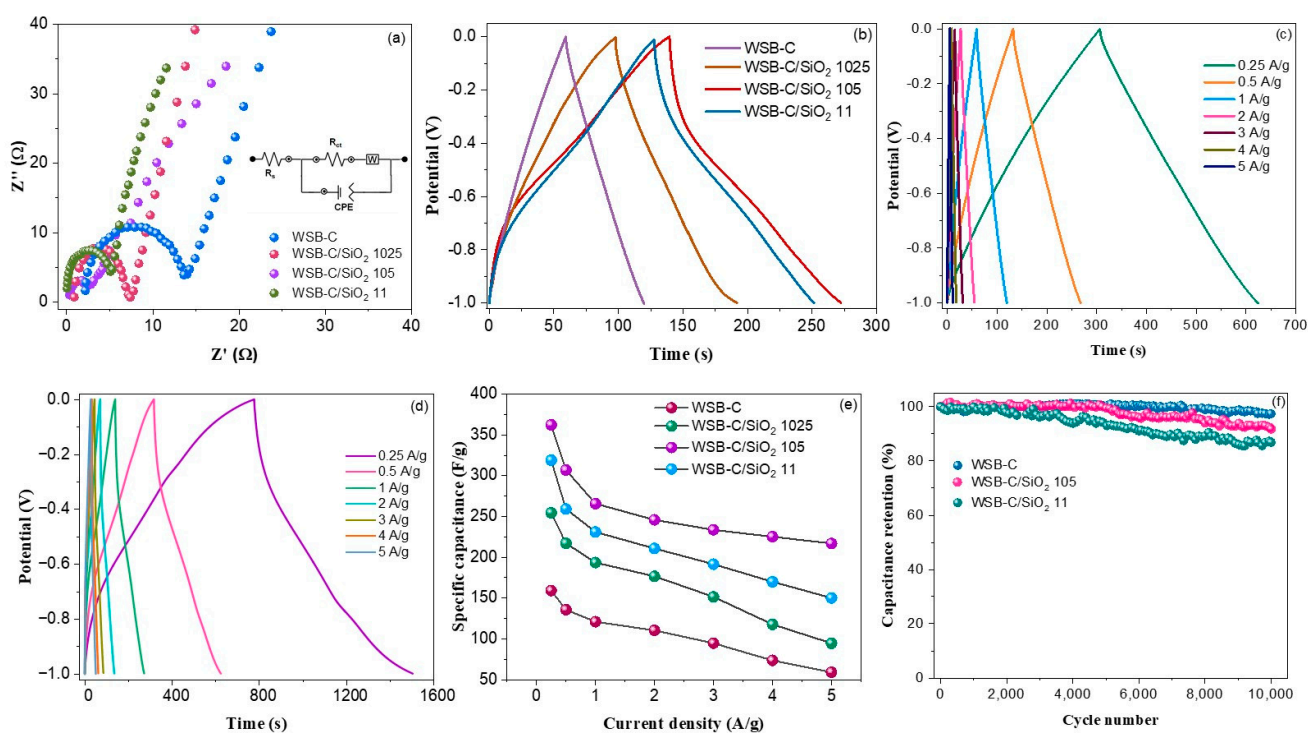 (a)
40
30
20
10
0
Z'' (Ω)
R_s
R_ct
W
CPE
WSB-C
WSB-C/SiO₂ 1025
WSB-C/SiO₂ 105
WSB-C/SiO₂ 11
0 10 20 30 40
Z' (Ω)
(b)
0.0
−0.2
−0.4
−0.6
−0.8
−1.0
Potential (V)
WSB-C
WSB-C/SiO₂ 1025
WSB-C/SiO₂ 105
WSB-C/SiO₂ 11
0 50 100 150 200 250 300
Time (s)
(c)
0.0
−0.2
−0.4
−0.6
−0.8
−1.0
Potential (V)
0.25 A/g
0.5 A/g
1 A/g
2 A/g
3 A/g
4 A/g
5 A/g
0 100 200 300 400 500 600 700
Time (s)
(d)
0.0
−0.2
−0.4
−0.6
−0.8
−1.0
Potential (V)
0.25 A/g
0.5 A/g
1 A/g
2 A/g
3 A/g
4 A/g
5 A/g
0 400 800 1200 1600
Time (s)
(e)
400
350
300
250
200
150
100
50
Specific capacitance (F/g)
WSB-C
WSB-C/SiO₂ 1025
WSB-C/SiO₂ 105
WSB-C/SiO₂ 11
0 1 2 3 4 5
Current density (A/g)
(f)
100
80
60
40
20
0
Capacitance retention (%)
WSB-C
WSB-C/SiO₂ 105
WSB-C/SiO₂ 11
0 2,000 4,000 6,000 8,000 10,000
Cycle number